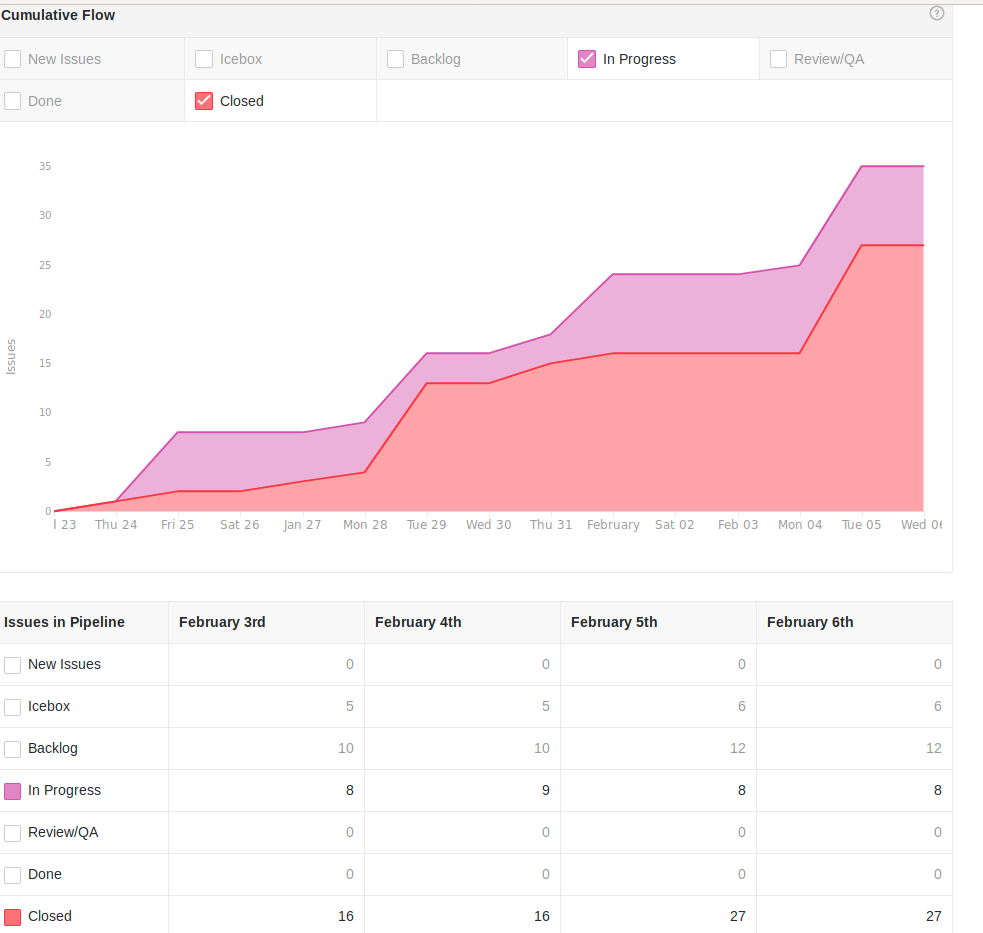 Cumulative Flow ?
New Issues Icebox Backlog In Progress Review/QA
Done Closed
35
30
25
20
15
10
5
0
Issues
l 23 Thu 24 Fri 25 Sat 26 Jan 27 Mon 28 Tue 29 Wed 30 Thu 31 February Sat 02 Feb 03 Mon 04 Tue 05 Wed 06
Issues in Pipeline February 3rd February 4th February 5th February 6th
New Issues 0 0 0 0
Icebox 5 5 6 6
Backlog 10 10 12 12
In Progress 8 9 8 8
Review/QA 0 0 0 0
Done 0 0 0 0
Closed 16 16 27 27